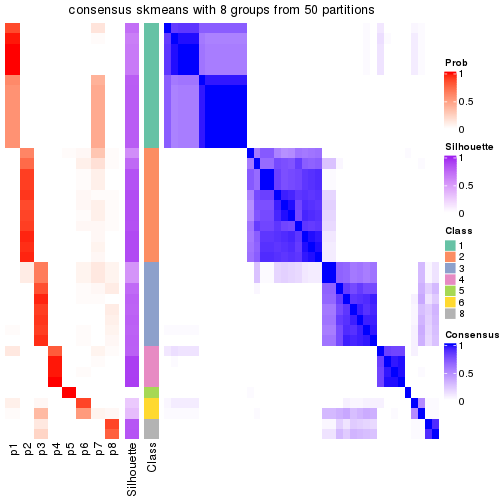 consensus skmeans with 8 groups from 50 partitions
Prob
1
0.5
0
Silhouette
1
0.5
0
Class
1
2
3
4
5
6
8
Consensus
1
0.5
0
p1
p2
p3
p4
p5
p6
p7
p8
Silhouette
Class